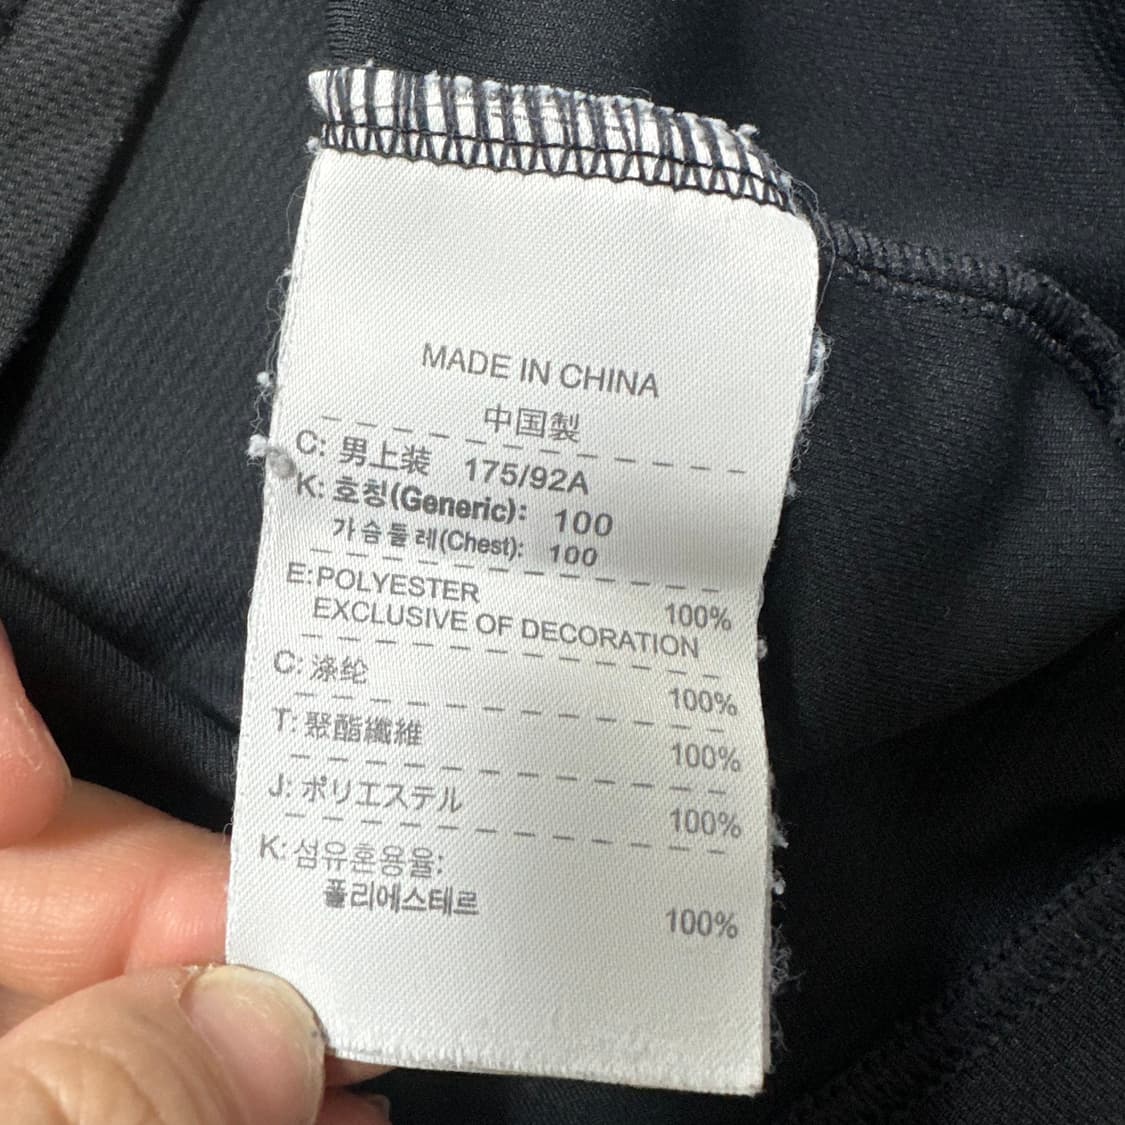 MADE IN CHINA
中国製
C: 男上装 175/92A
K: 호칭(Generic): 100
가슴둘레(Chest): 100
E:POLYESTER 100%
EXCLUSIVE OF DECORATION
C: 涤纶 100%
T: 聚酯纖維 100%
J: ポリエステル 100%
K: 섬유혼용율:
폴리에스테르 100%